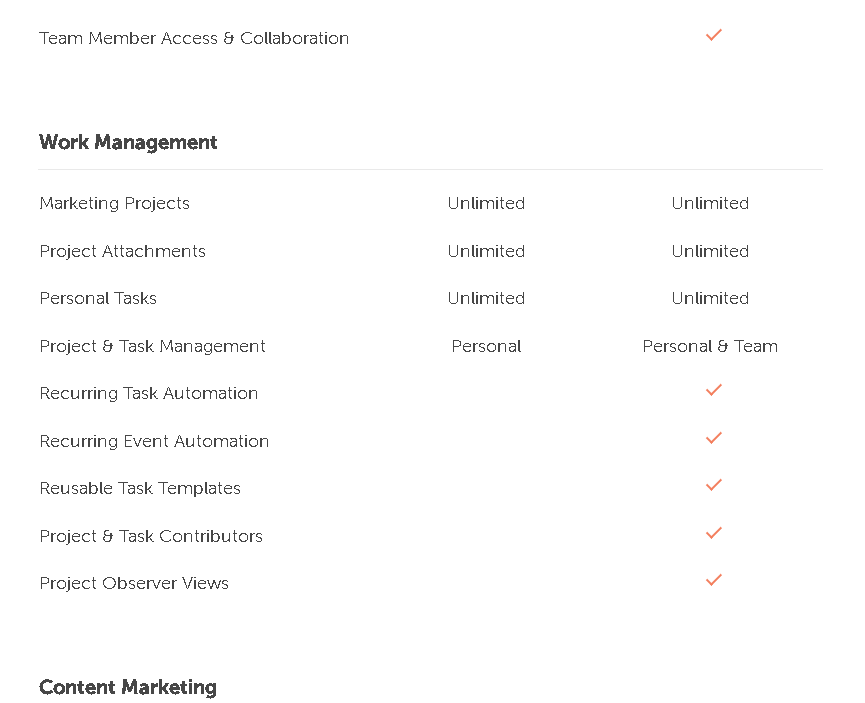 Team Member Access & Collaboration
Work Management
Marketing Projects Unlimited Unlimited
Project Attachments Unlimited Unlimited
Personal Tasks Unlimited Unlimited
Project & Task Management Personal Personal & Team
Recurring Task Automation
Recurring Event Automation
Reusable Task Templates
Project & Task Contributors
Project Observer Views
Content Marketing